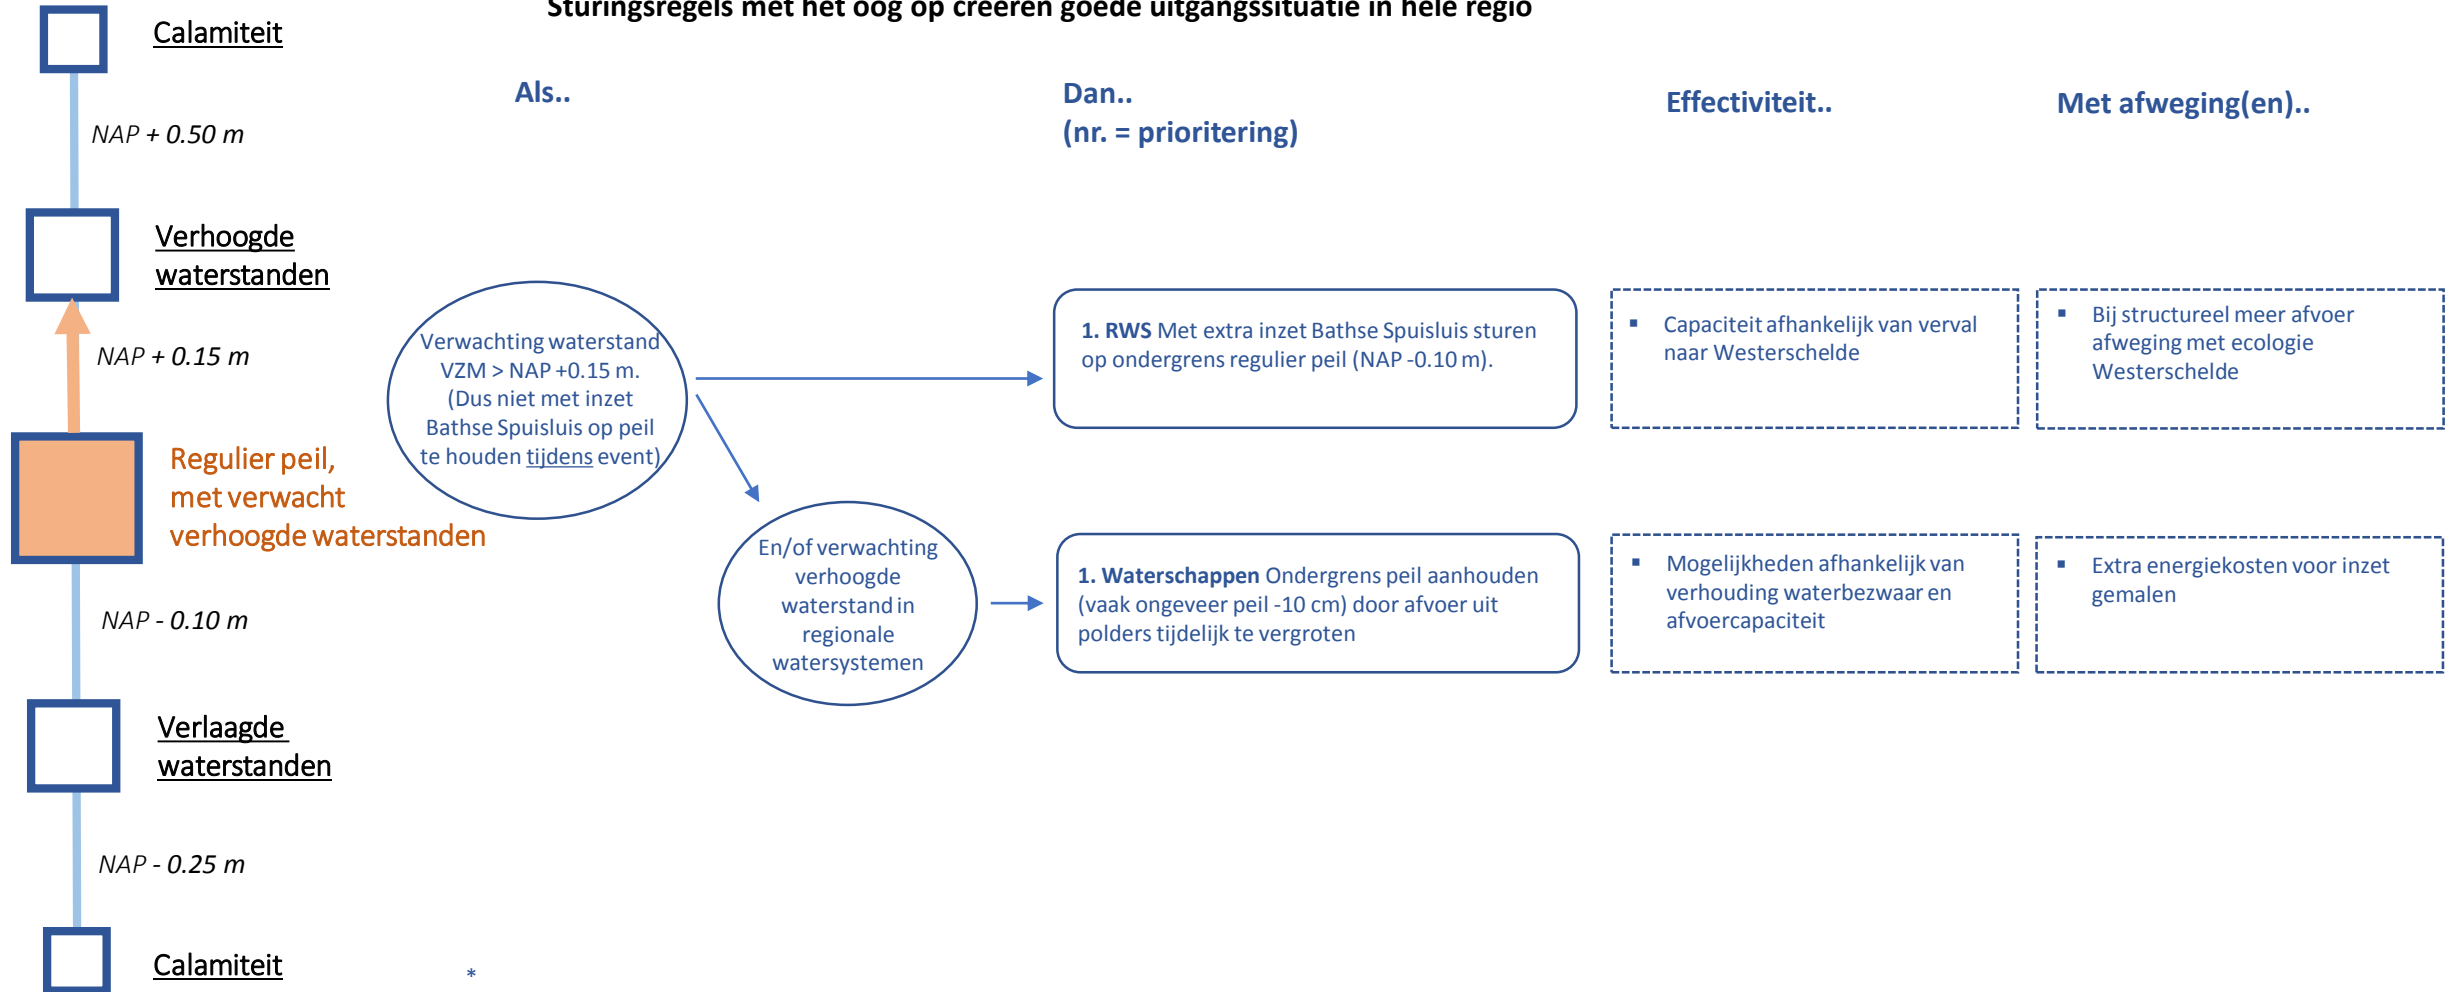 Sturingsregels met het oog op creëren goede uitgangssituatie in hele regio
Calamiteit
Als..
Dan..
(nr. = prioritering)
Effectiviteit..
Met afweging(en)..
NAP + 0.50 m
Verhoogde
waterstanden
NAP + 0.15 m
Verwachting waterstand
VZM > NAP +0.15 m.
(Dus niet met inzet
Bathse Spuisluis op peil
te houden tijdens event)
1. RWS Met extra inzet Bathse Spuisluis sturen
op ondergrens regulier peil (NAP -0.10 m).
▪ Capaciteit afhankelijk van verval
naar Westerschelde
▪ Bij structureel meer afvoer
afweging met ecologie
Westerschelde
Regulier peil,
met verwacht
verhoogde waterstanden
En/of verwachting
verhoogde
waterstand in
regionale
watersystemen
1. Waterschappen Ondergrens peil aanhouden
(vaak ongeveer peil -10 cm) door afvoer uit
polders tijdelijk te vergroten
▪ Mogelijkheden afhankelijk van
verhouding waterbezwaar en
afvoercapaciteit
▪ Extra energiekosten voor inzet
gemalen
NAP - 0.10 m
Verlaagde
waterstanden
NAP - 0.25 m
Calamiteit
*